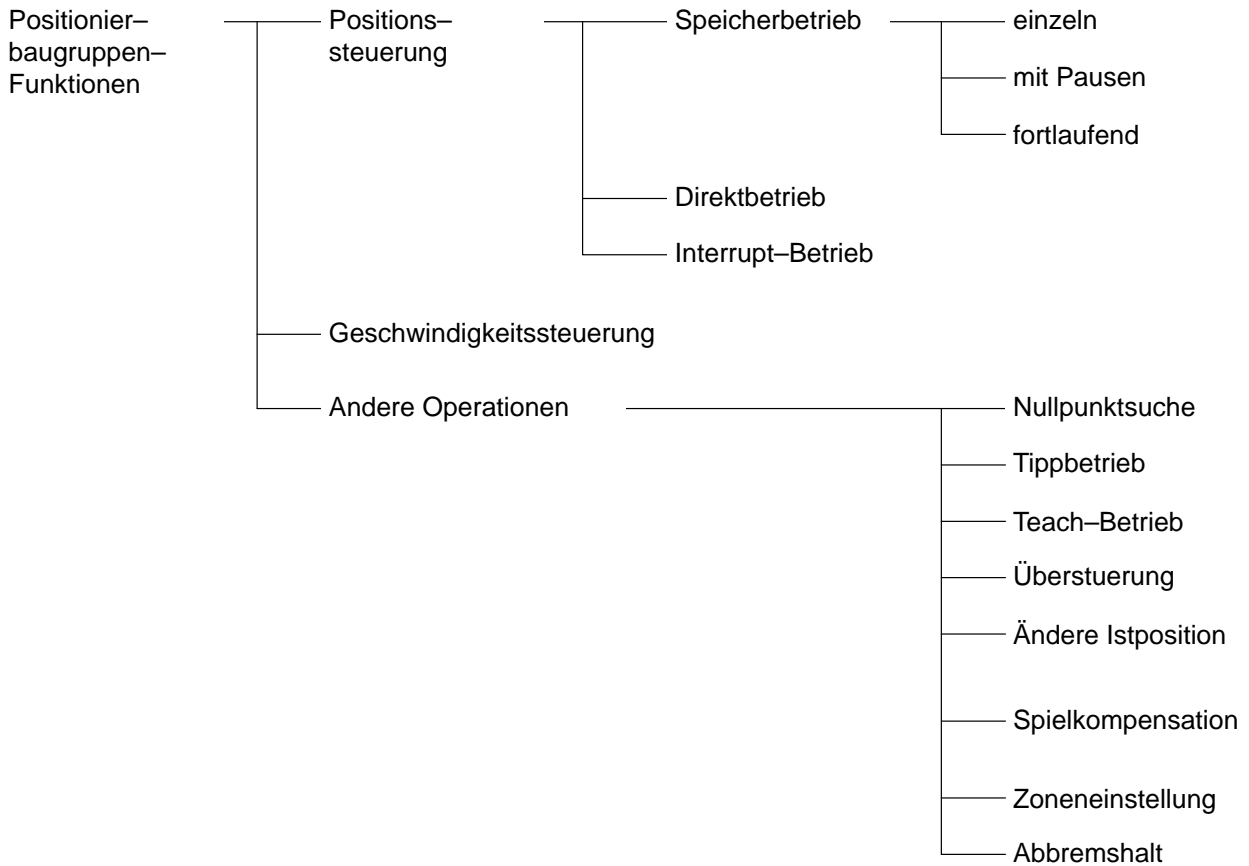 Positionier–
baugruppen–
Funktionen
Positions–
steuerung
Speicherbetrieb
einzeln
mit Pausen
fortlaufend
Direktbetrieb
Interrupt–Betrieb
Geschwindigkeitssteuerung
Andere Operationen
Nullpunktsuche
Tippbetrieb
Teach–Betrieb
Überstuerung
Ändere Istposition
Spielkompensation
Zoneneinstellung
Abbremshalt